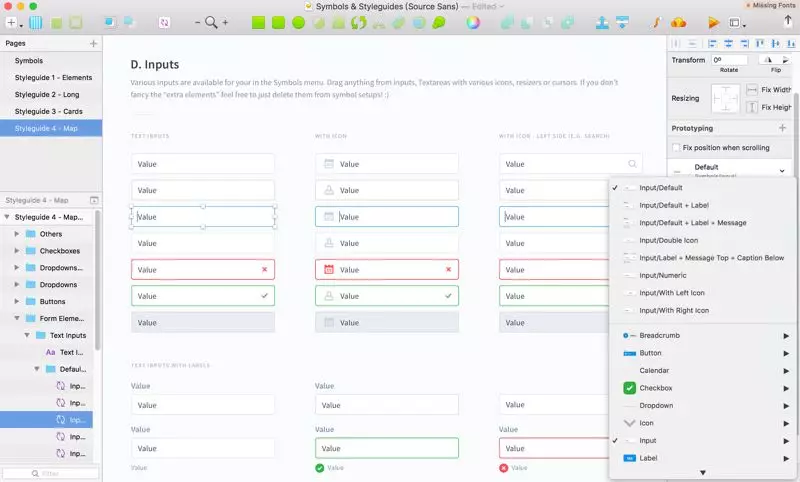 Symbols & Styleguides (Source Sans) — Edited
Missing Fonts
Pages
Symbols
Styleguide 1 - Elements
Styleguide 2 - Long
Styleguide 3 - Cards
Styleguide 4 - Map
Styleguide 4 - Map
Styleguide 4 - Map...
Others
Checkboxes
Dropdowns...
Dropdowns
Buttons
Form Eleme...
Text Inputs
Aa Text I...
Defau...
Inp...
Inp...
Inp...
Inp...
Inp...
Filter
D. Inputs
Various inputs are available for your in the Symbols menu. Drag anything from inputs, Textareas with various icons, resizers or cursors. If you don't
fancy the "extra elements" feel free to just delete them from symbol setups! :)
TEXT INPUTS WITH ICON WITH ICON - LEFT SIDE (E.G. SEARCH)
Value Value Value
Value Value Value
Value Value Value
Value Value Value
Value Value Value
Value Value Value
Value Value Value
TEXT INPUTS WITH LABELS
Value Value
Value Value Value
Value Value Value
Value Value Value
Value Value Value
Transform 0º
Rotate Flip
Resizing Fix Width
Fix Heigh
Prototyping
Fix position when scrolling
Default
Input/Default
Input/Default + Label
Input/Default + Label + Message
Input/Double Icon
Input/Label + Message Top + Caption Below
Input/Numeric
Input/With Left Icon
Input/With Right Icon
Breadcrumb
Button
Calendar
Checkbox
Dropdown
Icon
Input
Label